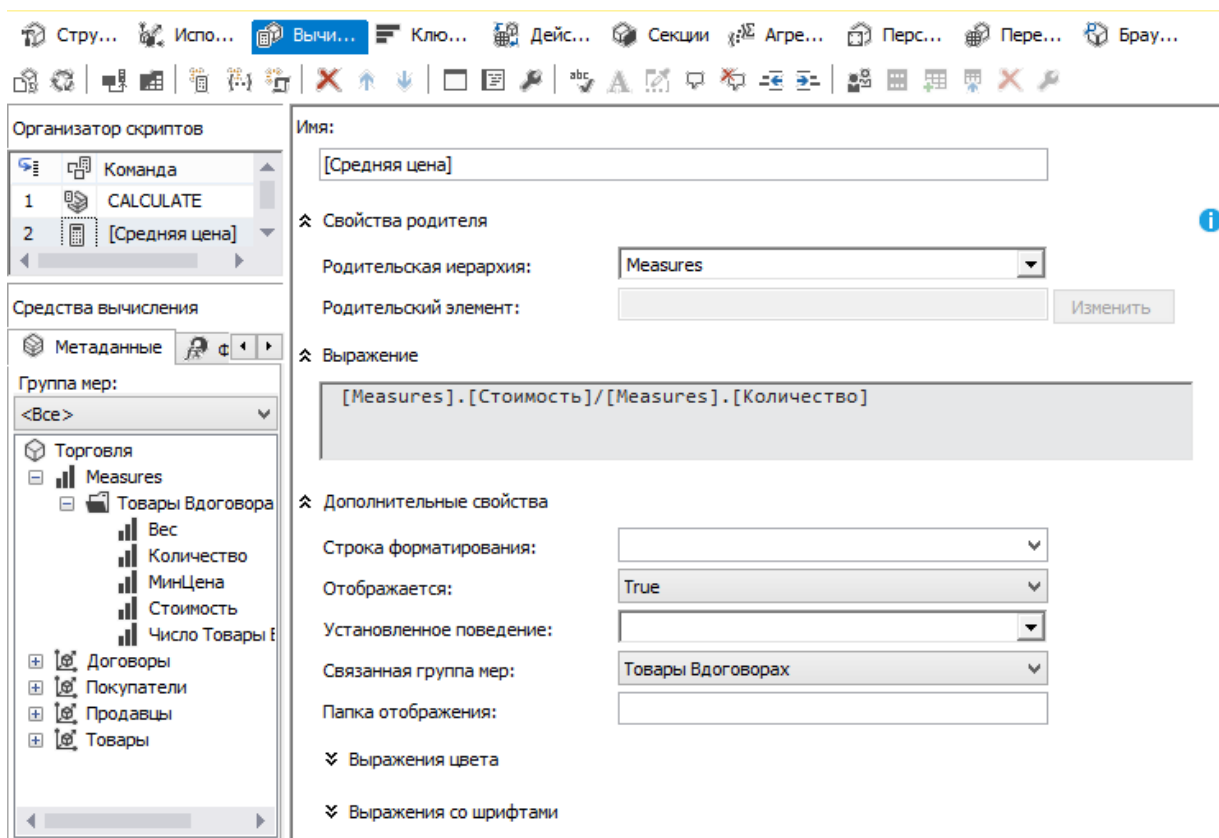 Стру... Испо... Вычи... Клю... Дейс... Секции Агре... Перс... Пере... Брау...
Организатор скриптов
Команда
1 CALCULATE
2 [Средняя цена]
Средства вычисления
Метаданные
Группа мер:
<Все>
Торговля
Measures
Товары Вдоговора
Вес
Количество
МинЦена
Стоимость
Число Товары
Договоры
Покупатели
Продавцы
Товары
Имя:
[Средняя цена]
Свойства родителя
Родительская иерархия: Measures
Родительский элемент: Изменить
Выражение
[Measures].[Стоимость]/[Measures].[Количество]
Дополнительные свойства
Строка форматирования:
Отображается: True
Установленное поведение:
Связанная группа мер: Товары Вдоговорах
Папка отображения:
Выражения цвета
Выражения со шрифтами